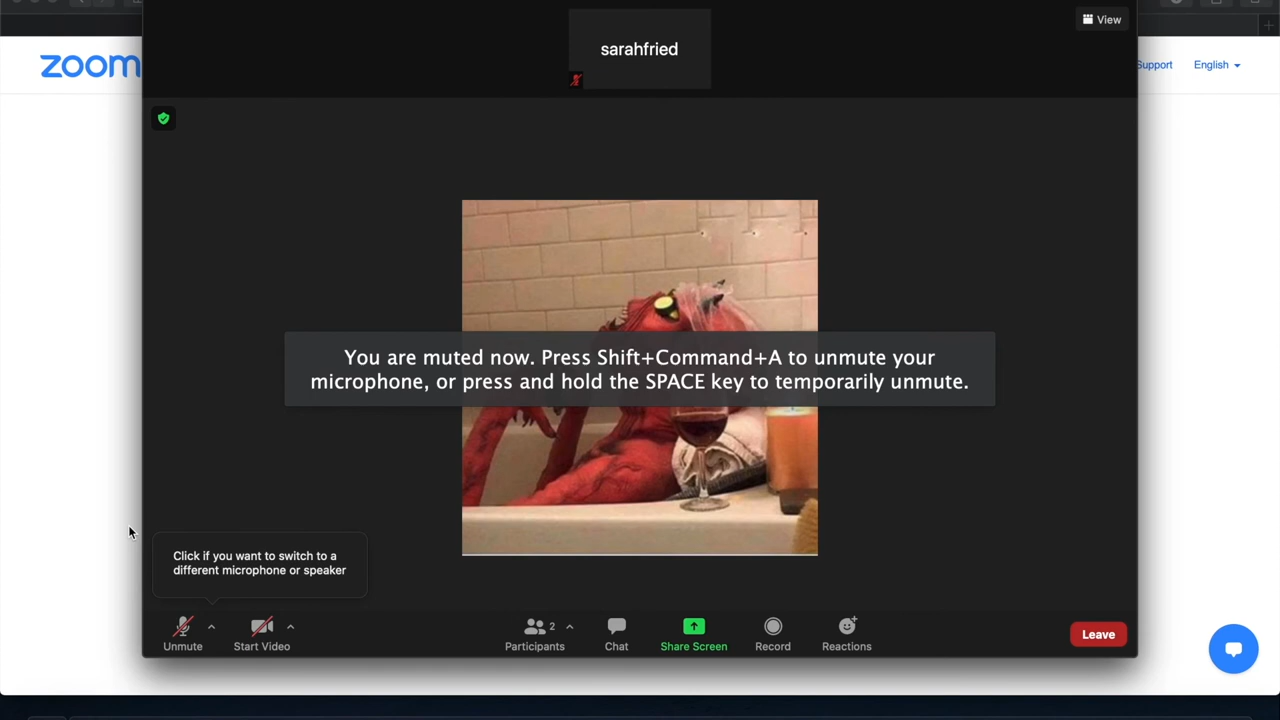 sarahfried
View
zoom
Support
English
You are muted now. Press Shift+Command+A to unmute your
microphone, or press and hold the SPACE key to temporarily unmute.
Click if you want to switch to a
different microphone or speaker
Unmute
Start Video
2
Participants
Chat
Share Screen
Record
Reactions
Leave